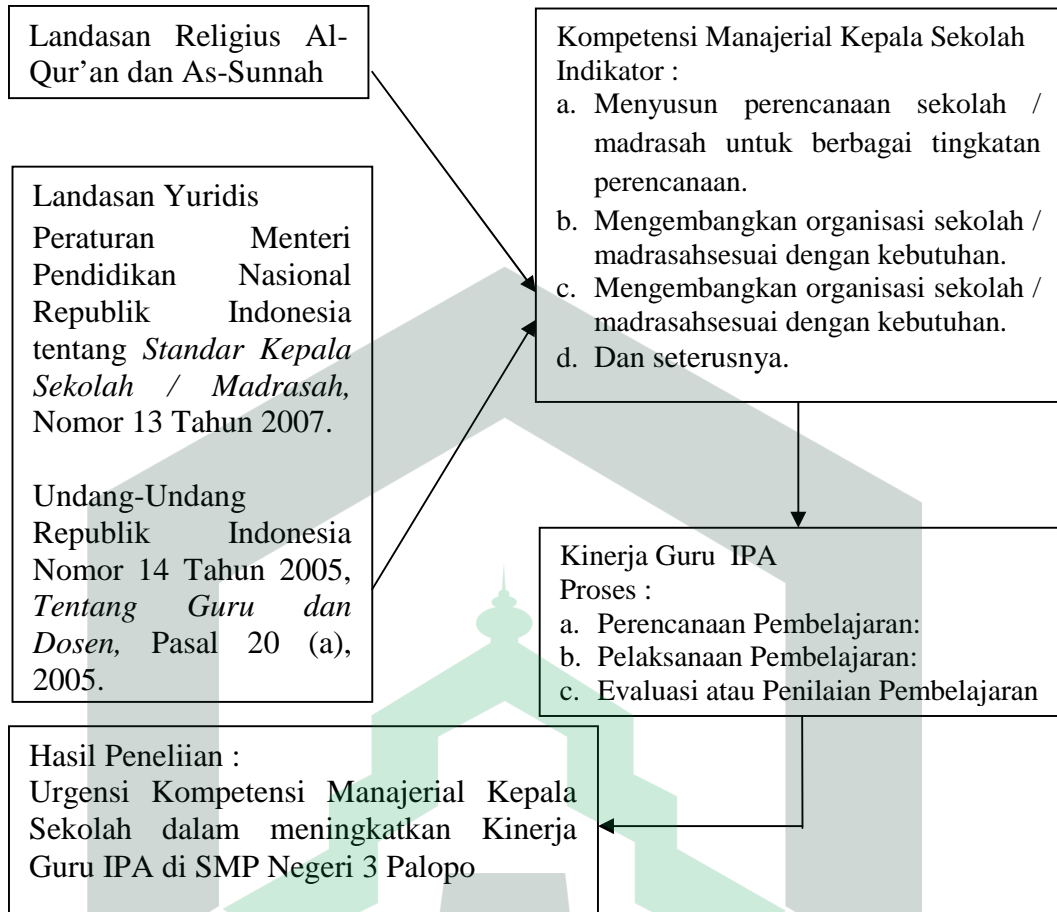 Landasan Religius Al-
Qur’an dan As-Sunnah
Landasan Yuridis
Peraturan Menteri
Pendidikan Nasional
Republik Indonesia
tentang Standar Kepala
Sekolah / Madrasah,
Nomor 13 Tahun 2007.
Undang-Undang
Republik Indonesia
Nomor 14 Tahun 2005,
Tentang Guru dan
Dosen, Pasal 20 (a),
2005.
Kompetensi Manajerial Kepala Sekolah
Indikator :
a. Menyusun perencanaan sekolah /
madrasah untuk berbagai tingkatan
perencanaan.
b. Mengembangkan organisasi sekolah /
madrasahsesuai dengan kebutuhan.
c. Mengembangkan organisasi sekolah /
madrasahsesuai dengan kebutuhan.
d. Dan seterusnya.
Kinerja Guru IPA
Proses :
a. Perencanaan Pembelajaran:
b. Pelaksanaan Pembelajaran:
c. Evaluasi atau Penilaian Pembelajaran
Hasil Peneliian :
Urgensi Kompetensi Manajerial Kepala
Sekolah dalam meningkatkan Kinerja
Guru IPA di SMP Negeri 3 Palopo